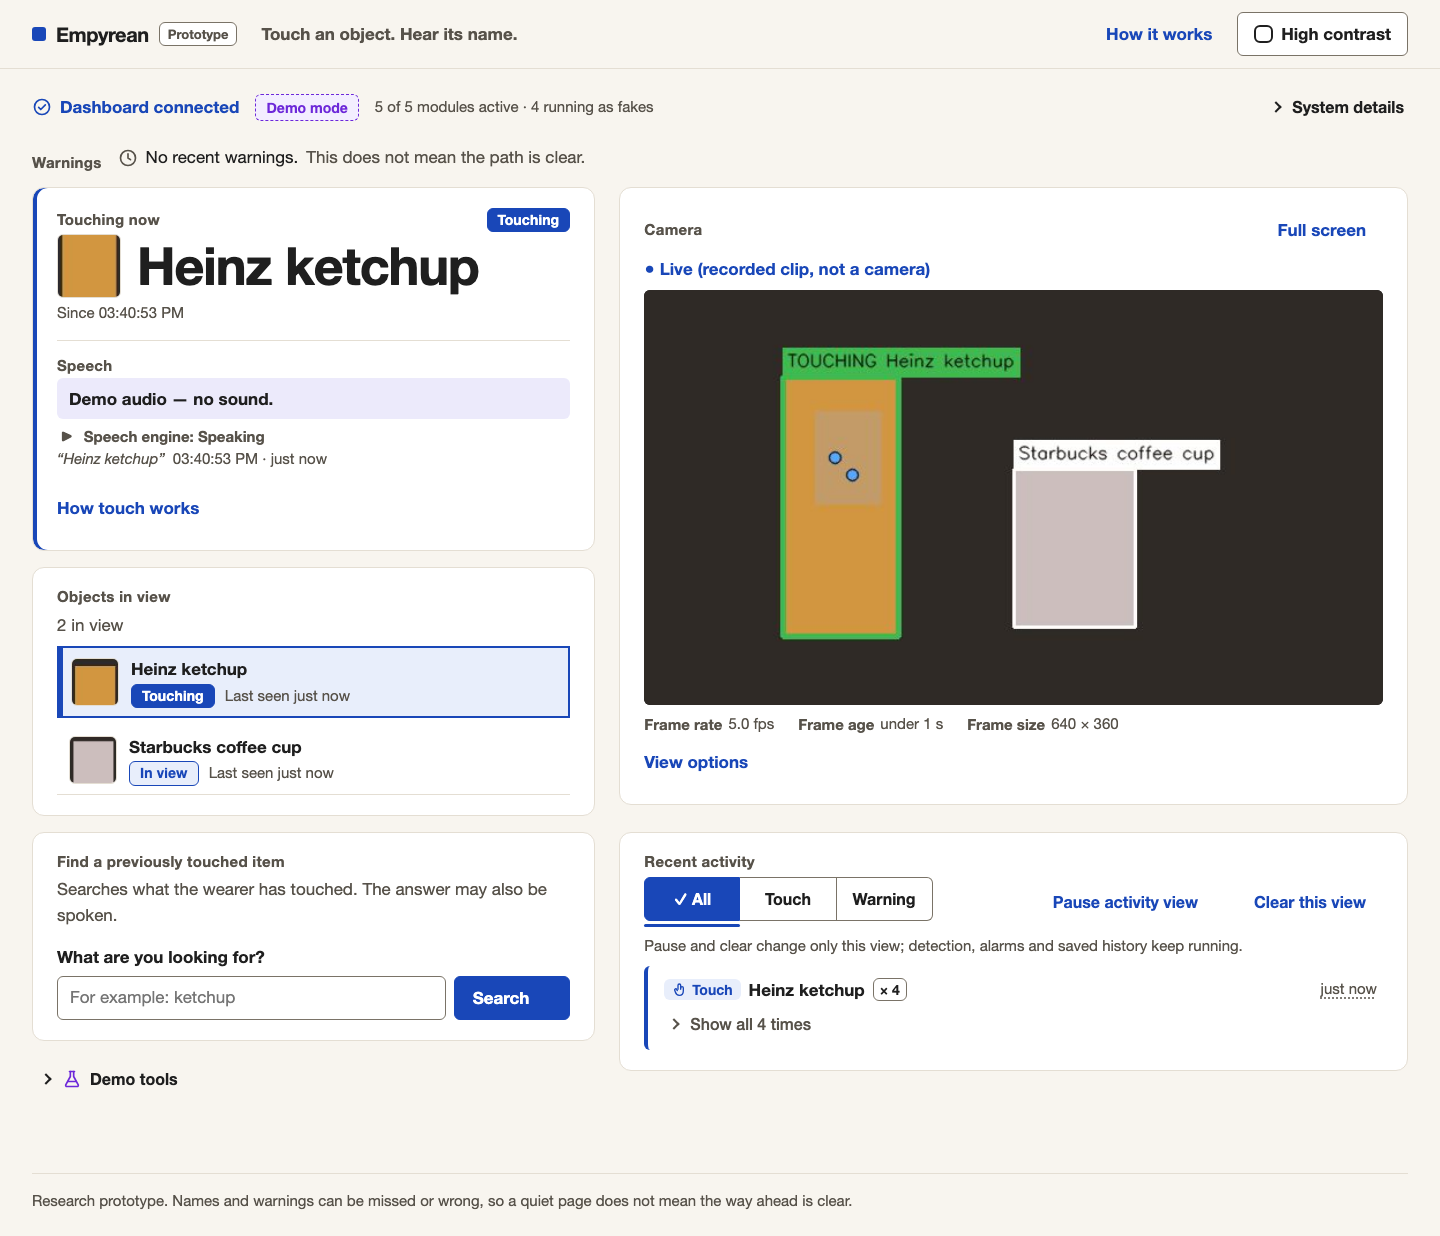 Empyrean Prototype Touch an object. Hear its name. How it works High contrast
Dashboard connected Demo mode 5 of 5 modules active · 4 running as fakes System details
Warnings No recent warnings. This does not mean the path is clear.
Touching now Touching
Heinz ketchup
Since 03:40:53 PM
Speech
Demo audio — no sound.
Speech engine: Speaking
“Heinz ketchup” 03:40:53 PM · just now
How touch works
Camera Full screen
• Live (recorded clip, not a camera)
TOUCHING Heinz ketchup
Starbucks coffee cup
Frame rate 5.0 fps Frame age under 1 s Frame size 640 × 360
View options
Objects in view
2 in view
Heinz ketchup
Touching Last seen just now
Starbucks coffee cup
In view Last seen just now
Find a previously touched item
Searches what the wearer has touched. The answer may also be
spoken.
What are you looking for?
For example: ketchup Search
Demo tools
Recent activity
✓ All Touch Warning Pause activity view Clear this view
Pause and clear change only this view; detection, alarms and saved history keep running.
Touch Heinz ketchup × 4 just now
Show all 4 times
Research prototype. Names and warnings can be missed or wrong, so a quiet page does not mean the way ahead is clear.